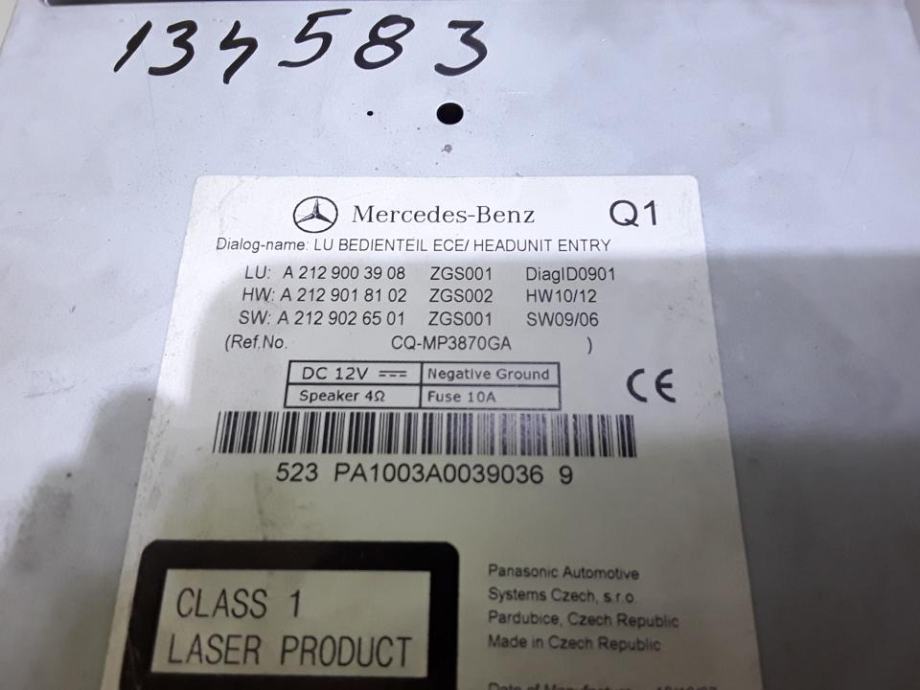 134583
Mercedes-Benz Q1
Dialog-name: LU BEDIENTEIL ECE/ HEADUNIT ENTRY
LU: A 212 900 39 08 ZGS001 DiagID0901
HW: A 212 901 81 02 ZGS002 HW10/12
SW: A 212 902 65 01 ZGS001 SW09/06
(Ref.No. CQ-MP3870GA )
DC 12V Negative Ground
Speaker 4Ω Fuse 10A
CE
523 PA1003A0039036 9
CLASS 1
LASER PRODUCT
Panasonic Automotive
Systems Czech, s.r.o.
Pardubice, Czech Republic
Made in Czech Republic
Date of Manufacture